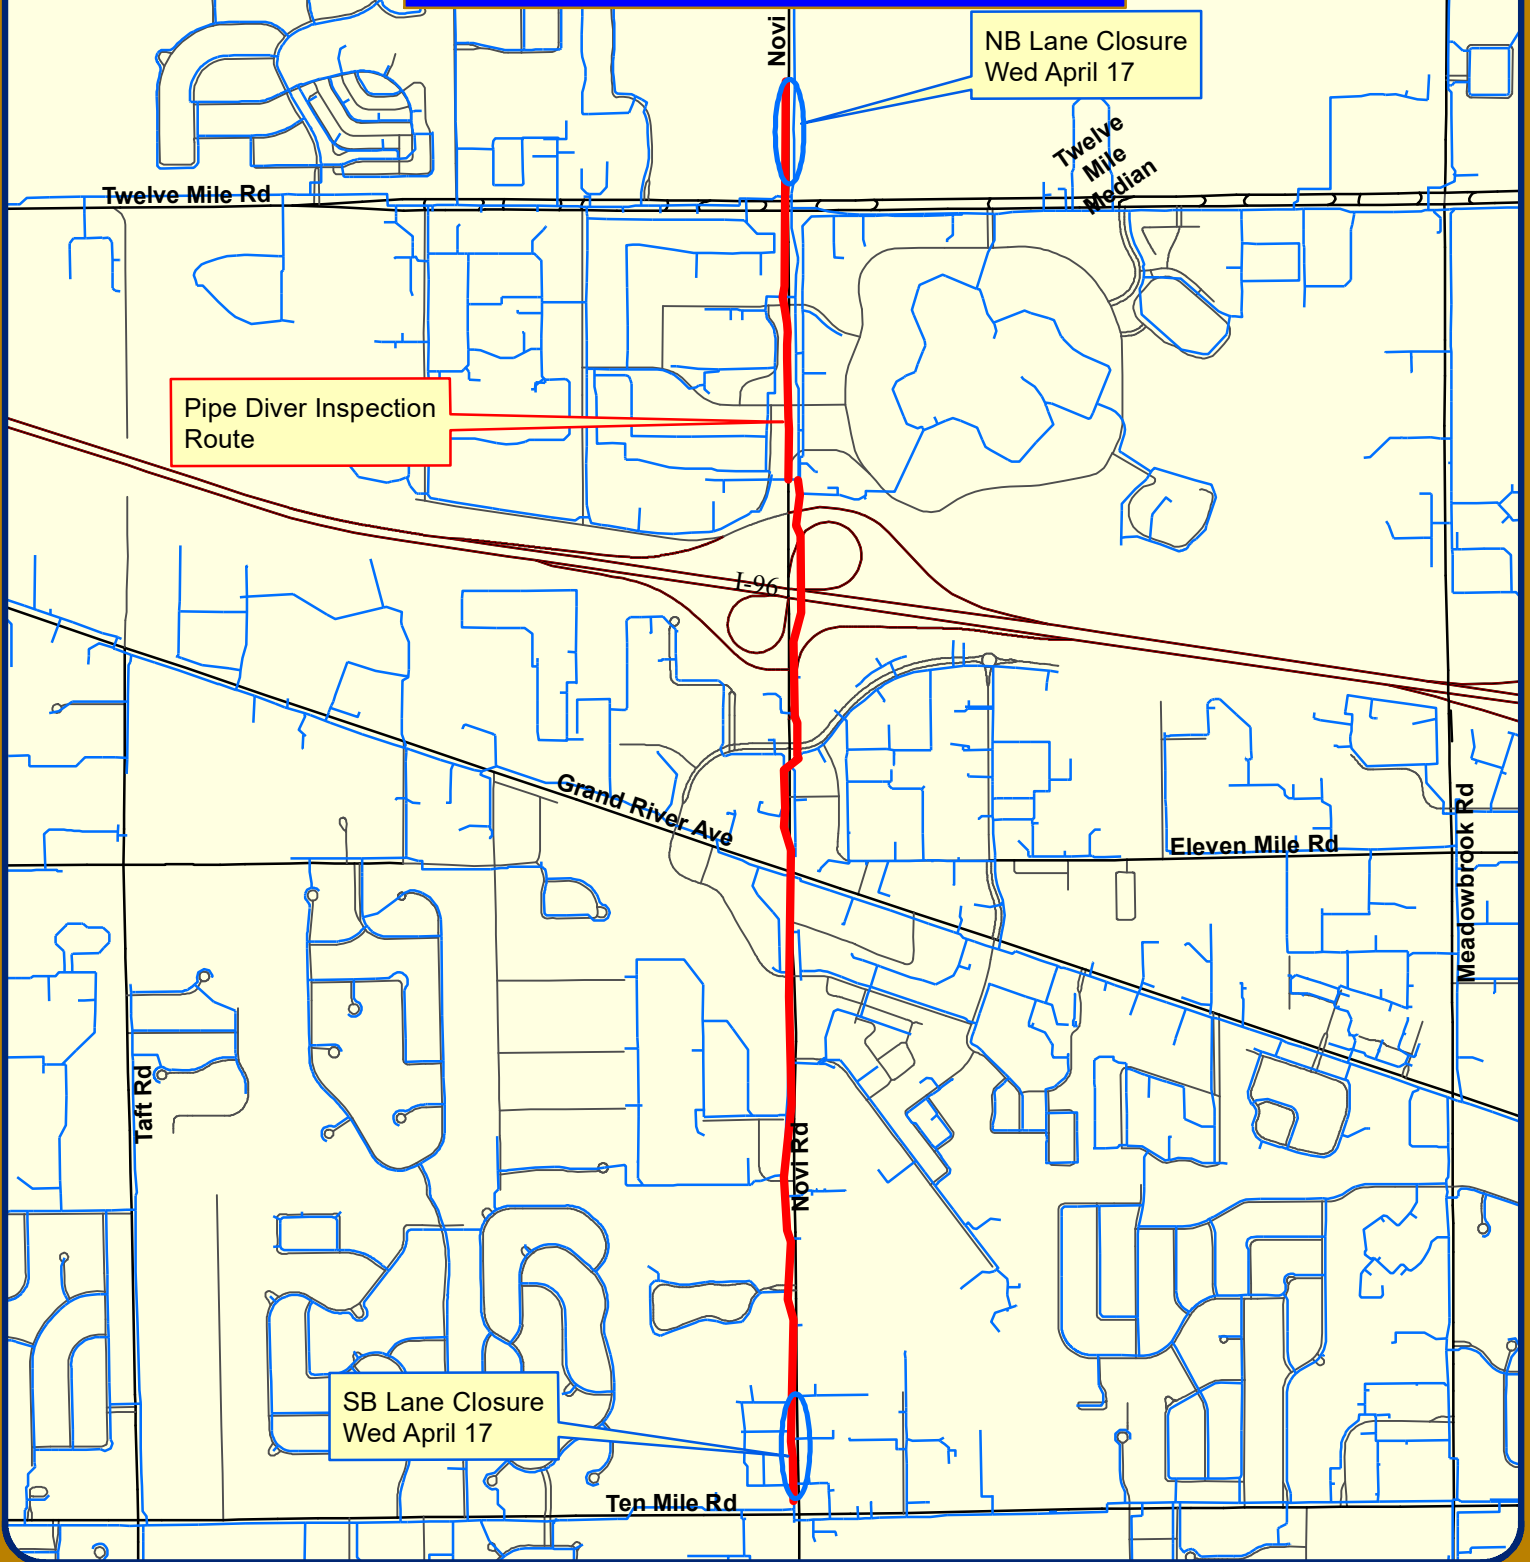 Novi
NB Lane Closure
Wed April 17
Twelve
Mile
Median
Twelve Mile Rd
Pipe Diver Inspection
Route
I-96
Grand River Ave
Eleven Mile Rd
Meadowbrook Rd
Taft Rd
Novi Rd
SB Lane Closure
Wed April 17
Ten Mile Rd